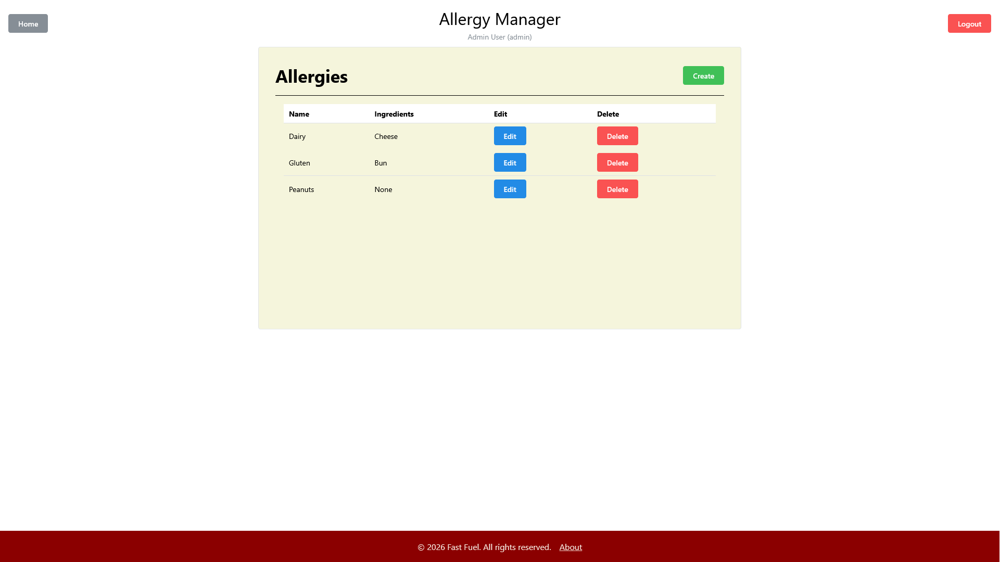 Home
Allergy Manager
Logout
Admin User (admin)
Allergies
Create
Name Ingredients Edit Delete
Dairy Cheese Edit Delete
Gluten Bun Edit Delete
Peanuts None Edit Delete
© 2026 Fast Fuel. All rights reserved. About